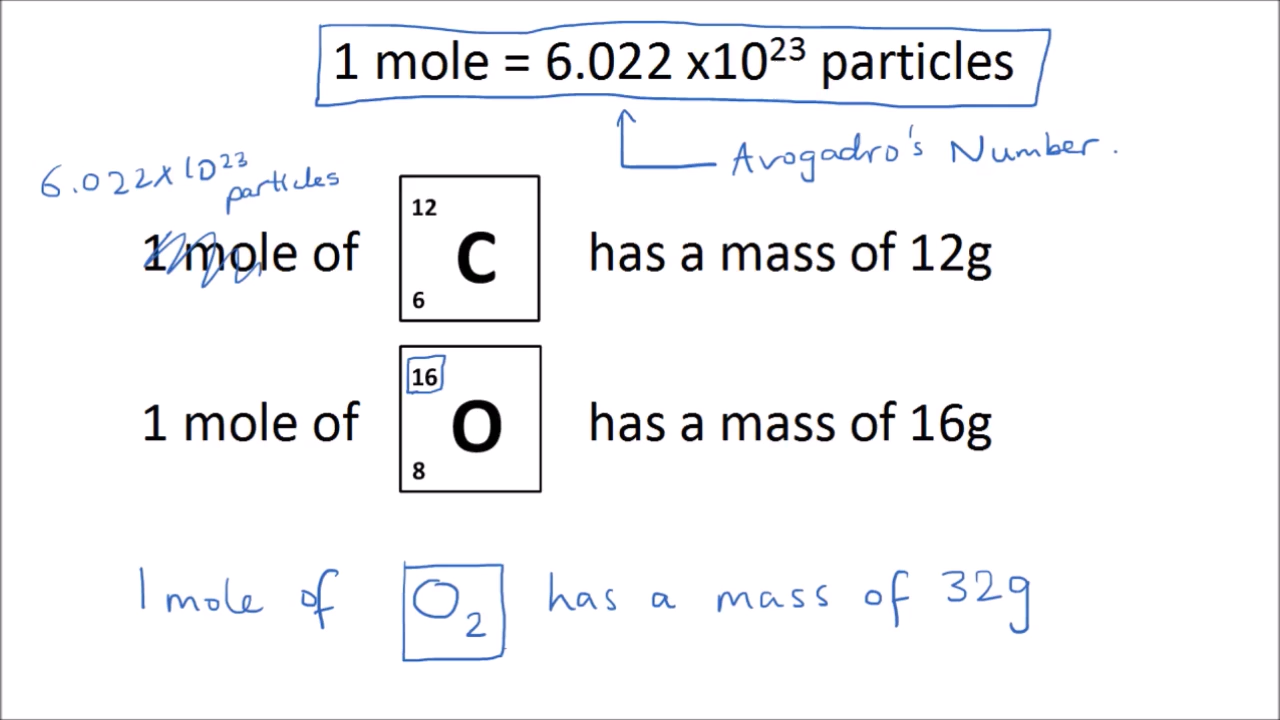 1 mole = 6.022 x10²³ particles
Avogadro's Number.
6.022x10²³
particles
1 mole of 12 C 6 has a mass of 12g
1 mole of 16 O 8 has a mass of 16g
1 mole of O₂ has a mass of 32g